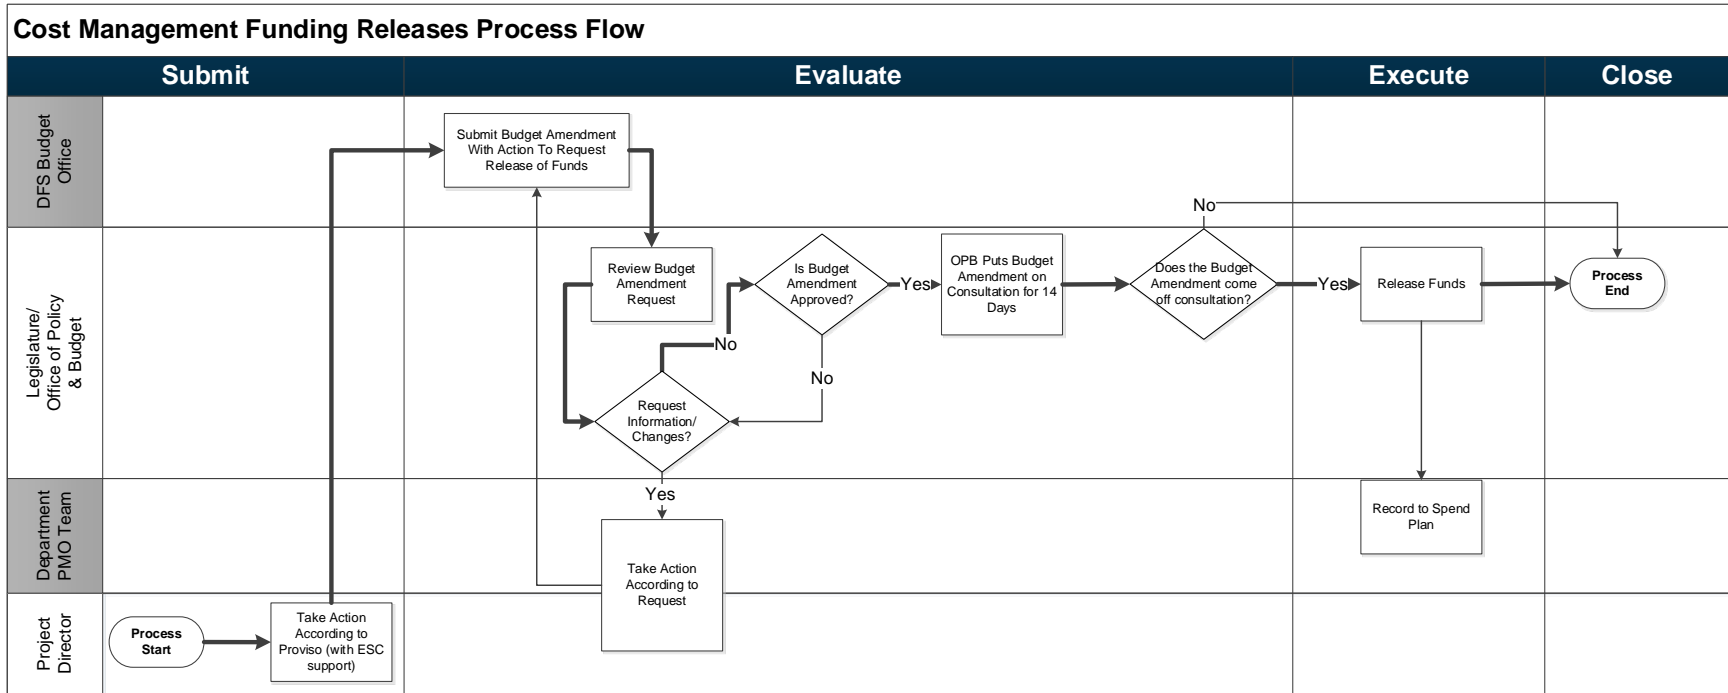 Cost Management Funding Releases Process Flow
Submit
Evaluate
Execute
Close
DFS Budget
Office
Submit Budget Amendment
With Action To Request
Release of Funds
No
Legislature/
Office of Policy
& Budget
Review Budget
Amendment
Request
Is Budget
Amendment
Approved?
Yes
OPB Puts Budget
Amendment on
Consultation for 14
Days
Does the Budget
Amendment come
off consultation?
Yes
Release Funds
Process
End
No
No
Request
Information/
Changes?
Yes
Department
PMO Team
Take Action
According to
Request
Record to Spend
Plan
Project
Director
Process
Start
Take Action
According to
Proviso (with ESC
support)